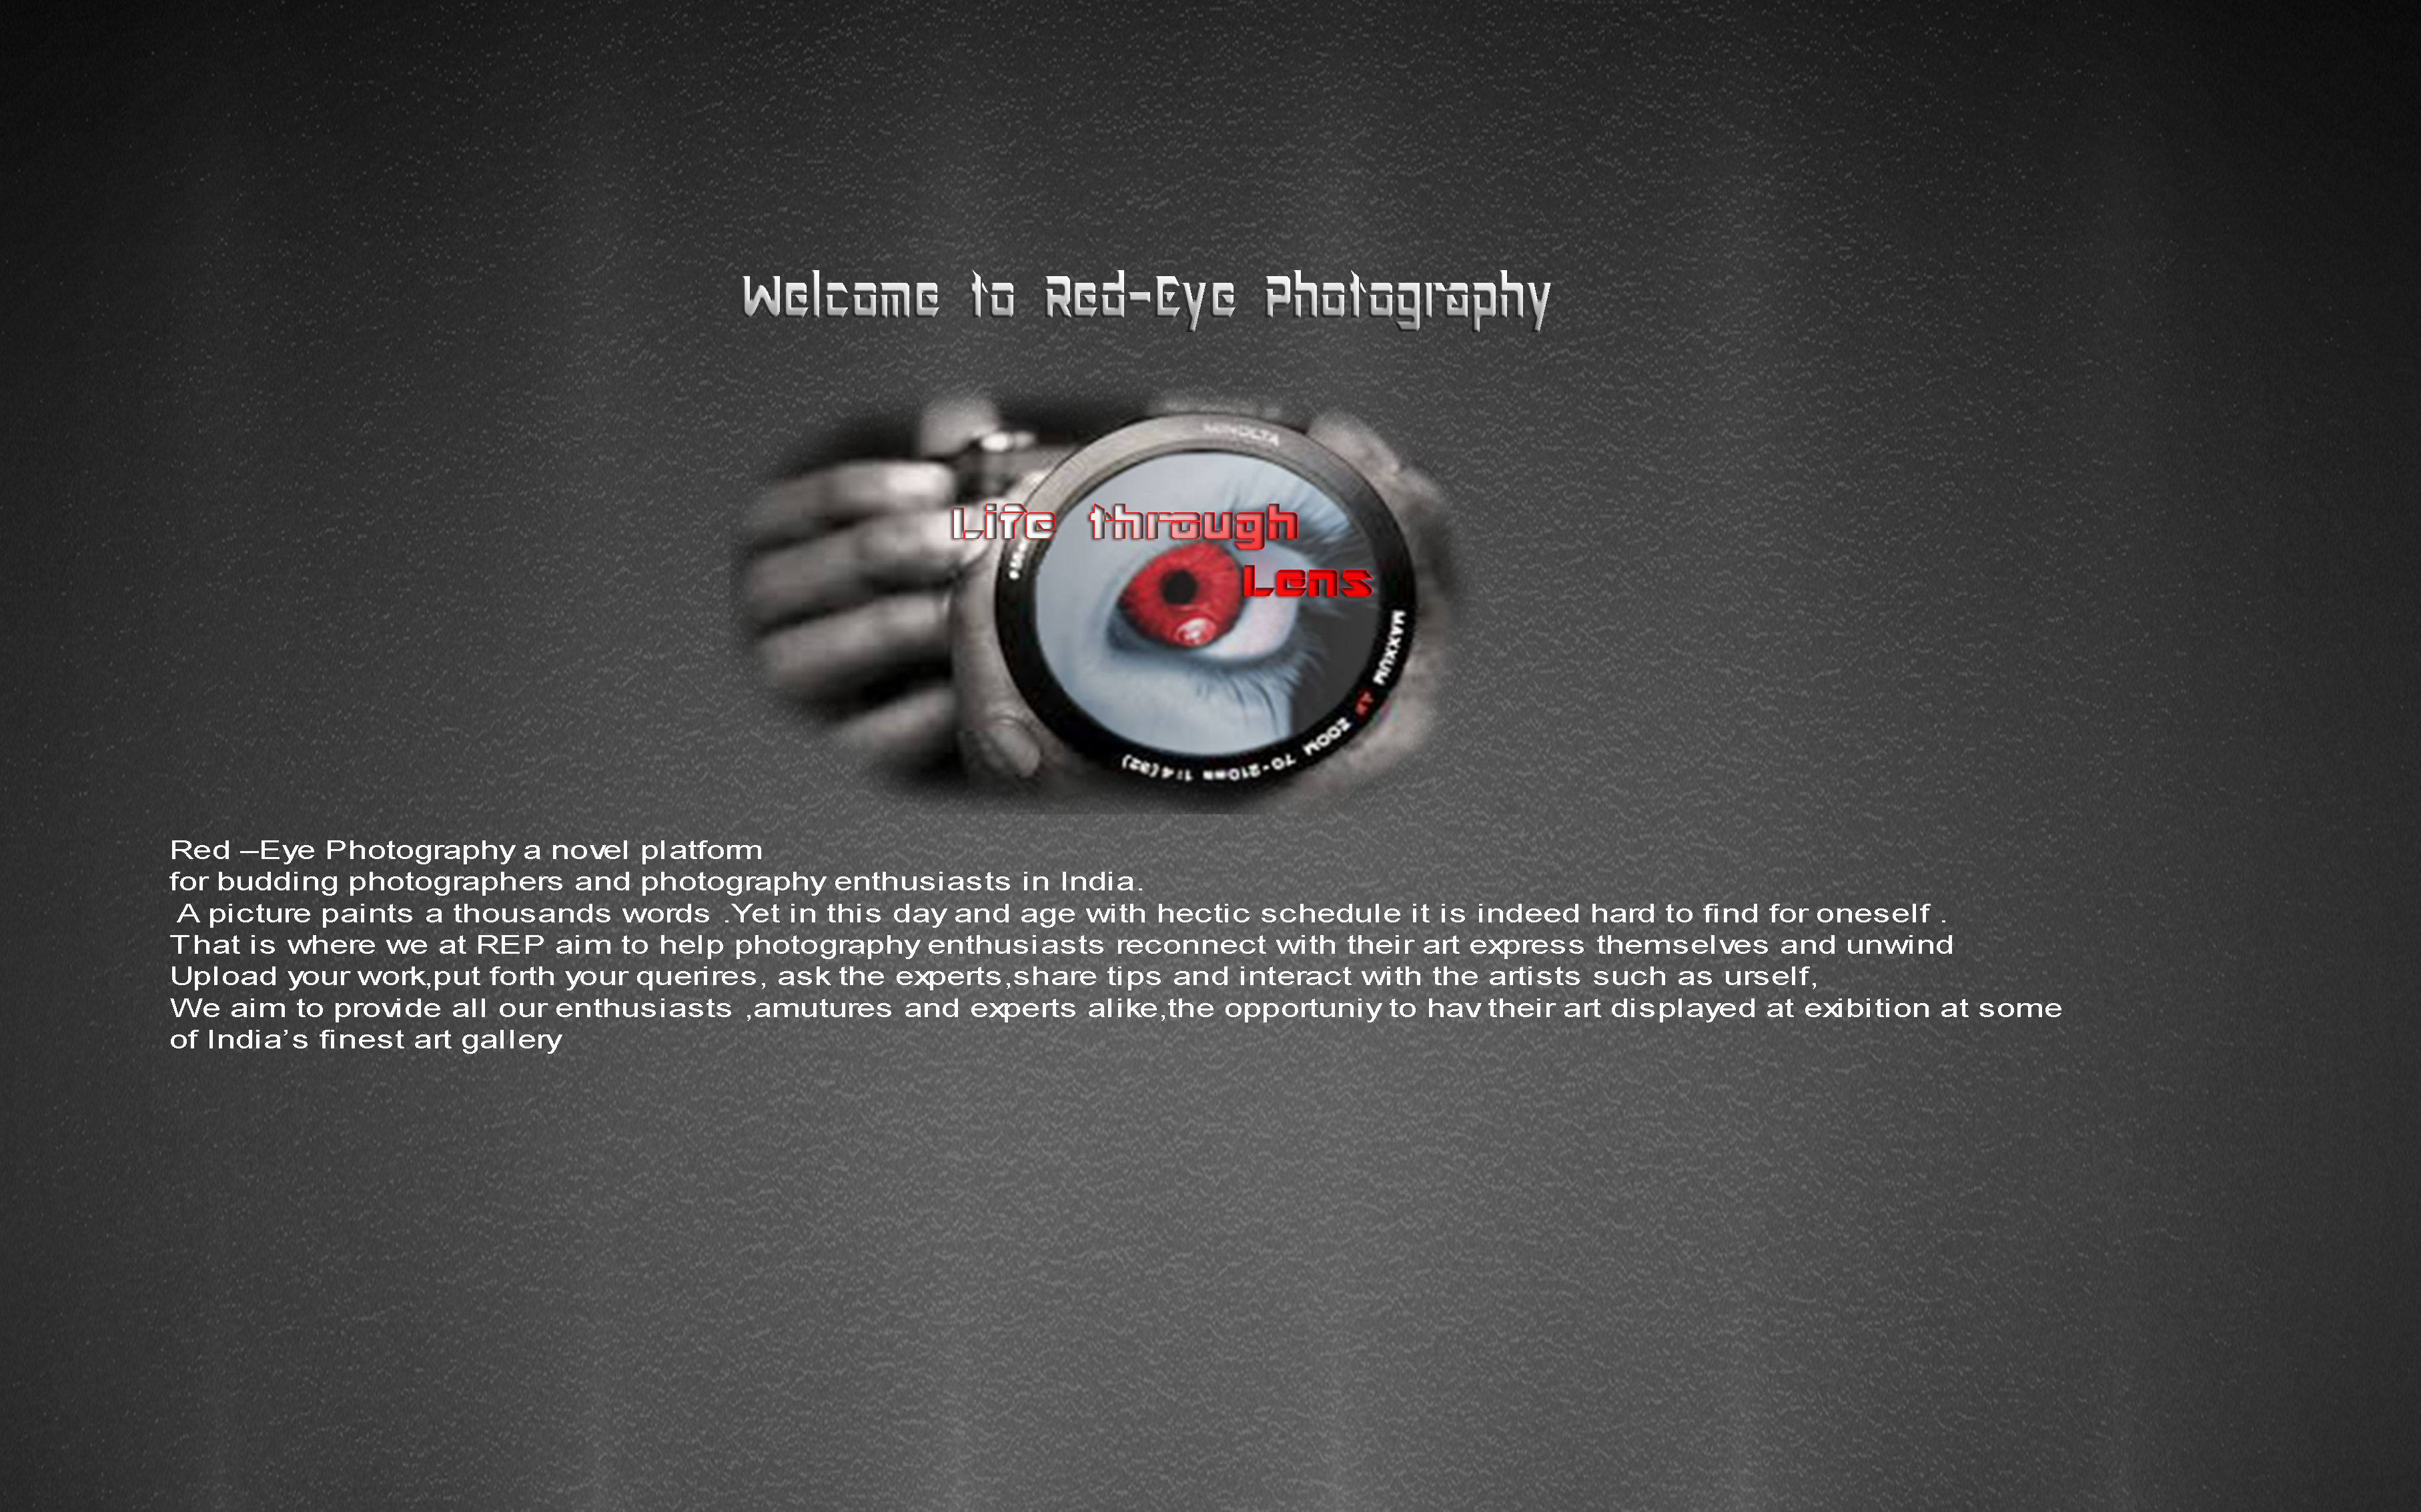 Welcome to Red-Eye Photography
MINOLTA
Life through
Lens
MAXXUM AF ZOOM 70-210mm 1:4(32)
Red –Eye Photography a novel platform
for budding photographers and photography enthusiasts in India.
A picture paints a thousands words .Yet in this day and age with hectic schedule it is indeed hard to find for oneself .
That is where we at REP aim to help photography enthusiasts reconnect with their art express themselves and unwind
Upload your work,put forth your querires, ask the experts,share tips and interact with the artists such as urself,
We aim to provide all our enthusiasts ,amutures and experts alike,the opportuniy to hav their art displayed at exibition at some
of India’s finest art gallery